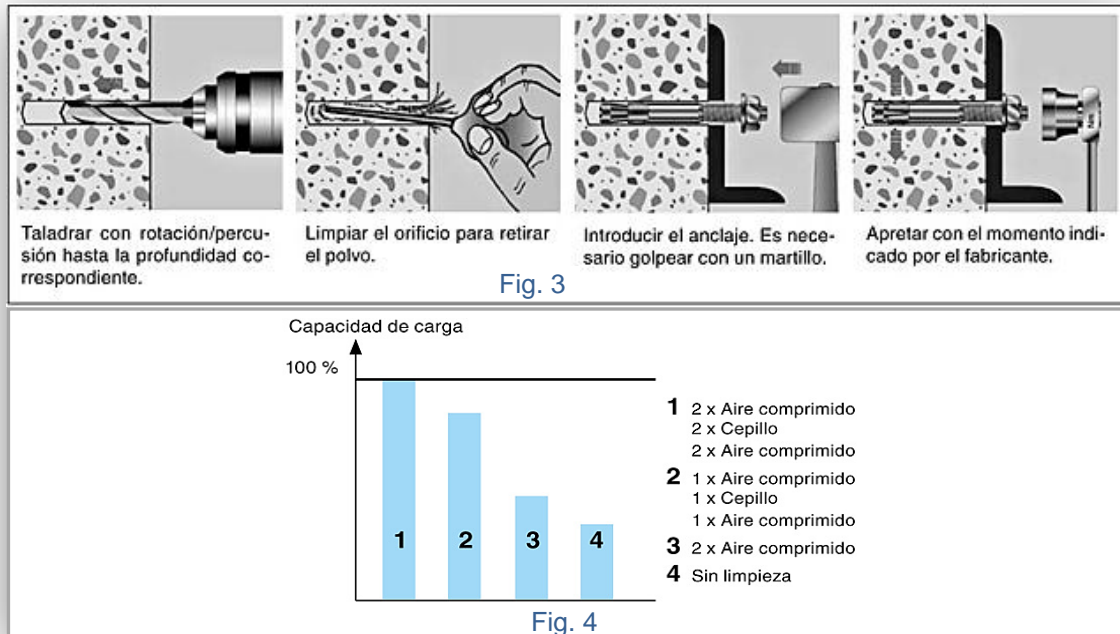 Taladrar con rotación/percu-
sión hasta la profundidad co-
rrespondiente.
Limpiar el orificio para retirar
el polvo.
Introducir el anclaje. Es nece-
sario golpear con un martillo.
Apretar con el momento indi-
cado por el fabricante.
Fig. 3
Capacidad de carga
100 %
1 2 x Aire comprimido
2 x Cepillo
2 x Aire comprimido
2 1 x Aire comprimido
1 x Cepillo
1 x Aire comprimido
3 2 x Aire comprimido
4 Sin limpieza
1 2 3 4
Fig. 4